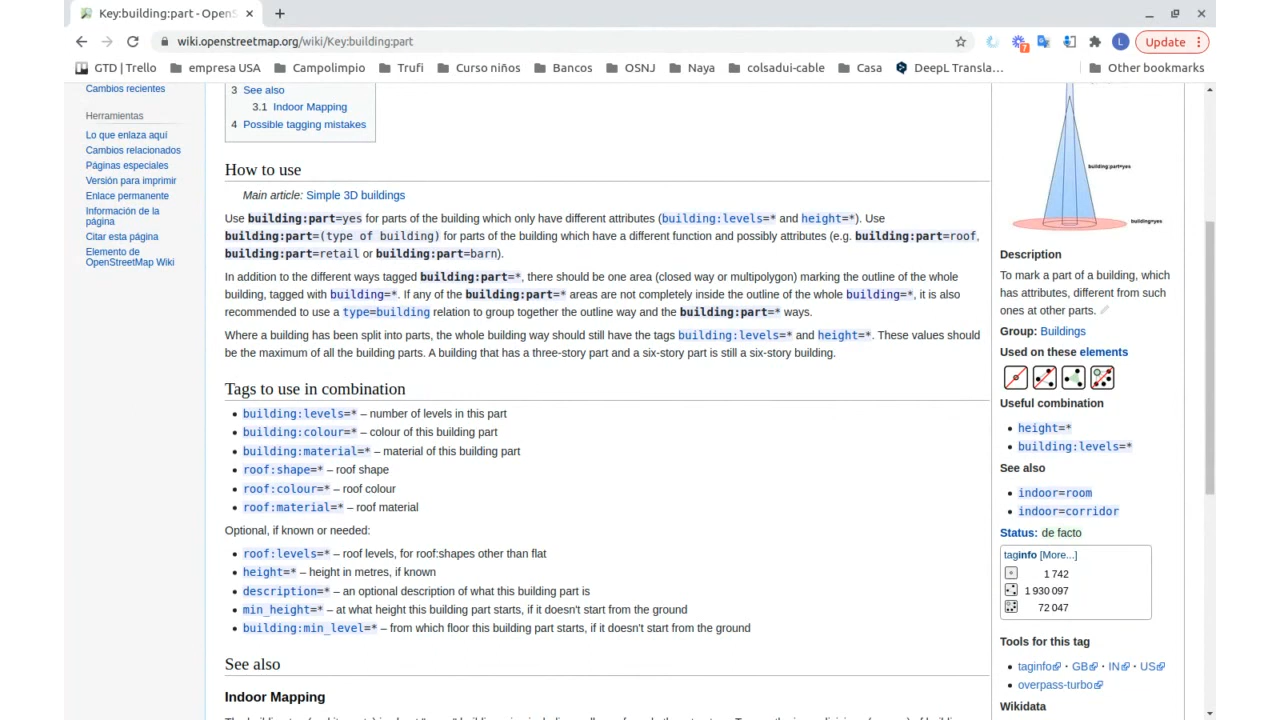 Key:building:part - OpenS
wiki.openstreetmap.org/wiki/Key:building:part
7
L
Update
GTD | Trello
empresa USA
Campolimpio
Trufi
Curso niños
Bancos
OSNJ
Naya
colsadui-cable
Casa
DeepL Transla…
Other bookmarks
Cambios recientes
Herramientas
Lo que enlaza aquí
Cambios relacionados
Páginas especiales
Versión para imprimir
Enlace permanente
Información de la
página
Citar esta página
Elemento de
OpenStreetMap Wiki
3 See also
3.1 Indoor Mapping
4 Possible tagging mistakes
How to use
Main article: Simple 3D buildings
Use building:part=yes for parts of the building which only have different attributes (building:levels=* and height=*). Use
building:part=(type of building) for parts of the building which have a different function and possibly attributes (e.g. building:part=roof,
building:part=retail or building:part=barn).
In addition to the different ways tagged building:part=*, there should be one area (closed way or multipolygon) marking the outline of the whole
building, tagged with building=*. If any of the building:part=* areas are not completely inside the outline of the whole building=*, it is also
recommended to use a type=building relation to group together the outline way and the building:part=* ways.
Where a building has been split into parts, the whole building way should still have the tags building:levels=* and height=*. These values should
be the maximum of all the building parts. A building that has a three-story part and a six-story part is still a six-story building.
Tags to use in combination
building:levels=* – number of levels in this part
building:colour=* – colour of this building part
building:material=* – material of this building part
roof:shape=* – roof shape
roof:colour=* – roof colour
roof:material=* – roof material
Optional, if known or needed:
roof:levels=* – roof levels, for roof:shapes other than flat
height=* – height in metres, if known
description=* – an optional description of what this building part is
min_height=* – at what height this building part starts, if it doesn't start from the ground
building:min_level=* – from which floor this building part starts, if it doesn't start from the ground
See also
Indoor Mapping
building:part=yes
building=yes
Description
To mark a part of a building, which
has attributes, different from such
ones at other parts.
Group: Buildings
Used on these elements
Useful combination
height=*
building:levels=*
See also
indoor=room
indoor=corridor
Status: de facto
taginfo [More...]
1 742
1 930 097
72 047
Tools for this tag
taginfo · GB · IN · US
overpass-turbo
Wikidata